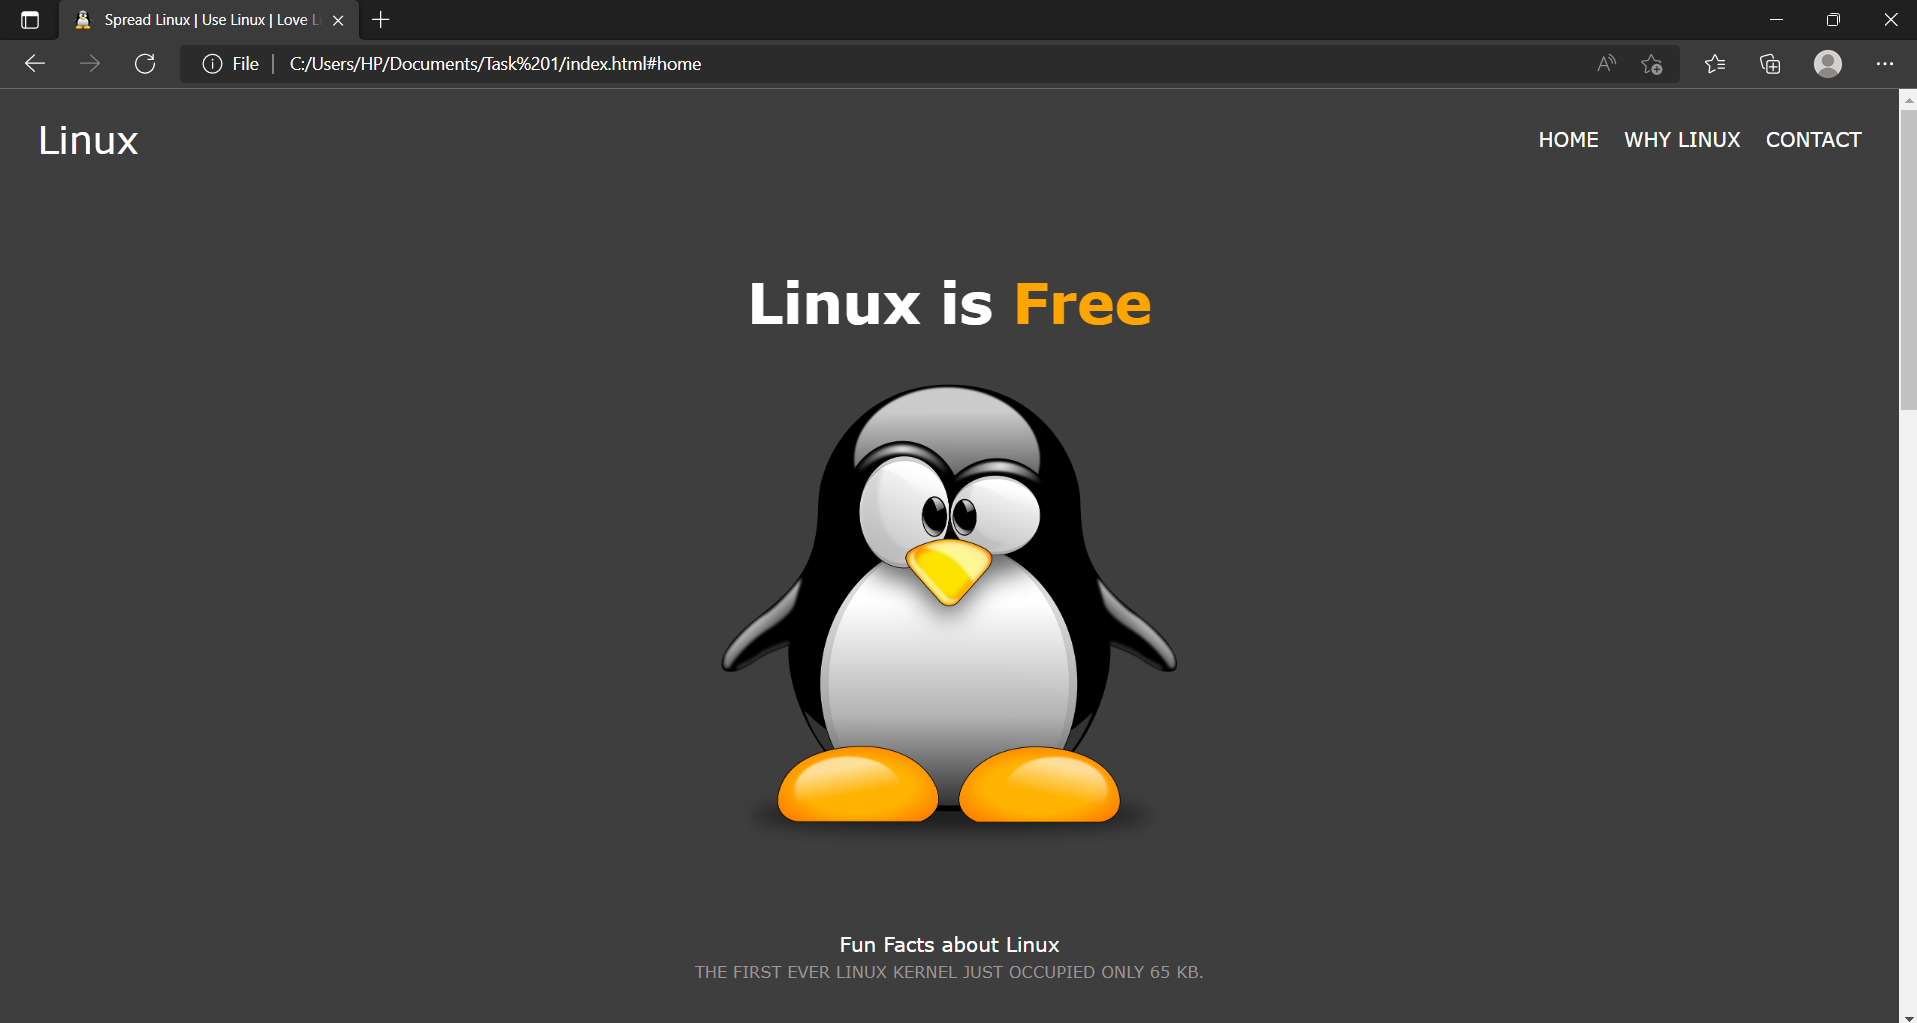 Spread Linux | Use Linux | Love L
File
C:/Users/HP/Documents/Task%201/index.html#home
Linux
HOME WHY LINUX CONTACT
Linux is Free
Fun Facts about Linux
THE FIRST EVER LINUX KERNEL JUST OCCUPIED ONLY 65 KB.